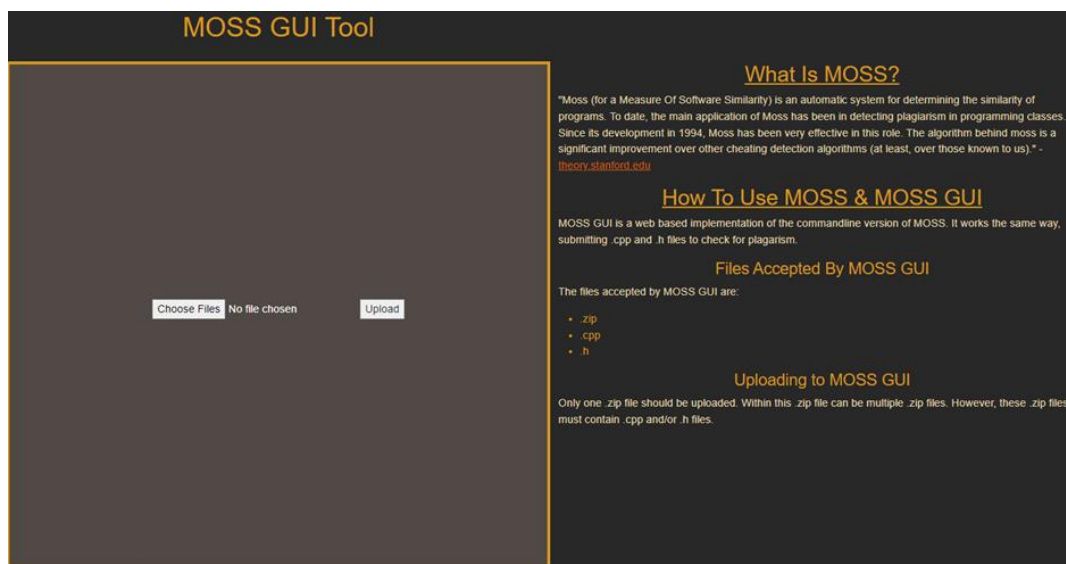 MOSS GUI Tool
Choose Files No file chosen Upload
What Is MOSS?
"Moss (for a Measure Of Software Similarity) is an automatic system for determining the similarity of
programs. To date, the main application of Moss has been in detecting plagiarism in programming classes.
Since its development in 1994, Moss has been very effective in this role. The algorithm behind moss is a
significant improvement over other cheating detection algorithms (at least, over those known to us)." -
theory.stanford.edu
How To Use MOSS & MOSS GUI
MOSS GUI is a web based implementation of the commandline version of MOSS. It works the same way,
submitting .cpp and .h files to check for plagarism.
Files Accepted By MOSS GUI
The files accepted by MOSS GUI are:
• .zip
• .cpp
• .h
Uploading to MOSS GUI
Only one .zip file should be uploaded. Within this .zip file can be multiple .zip files. However, these .zip files
must contain .cpp and/or .h files.